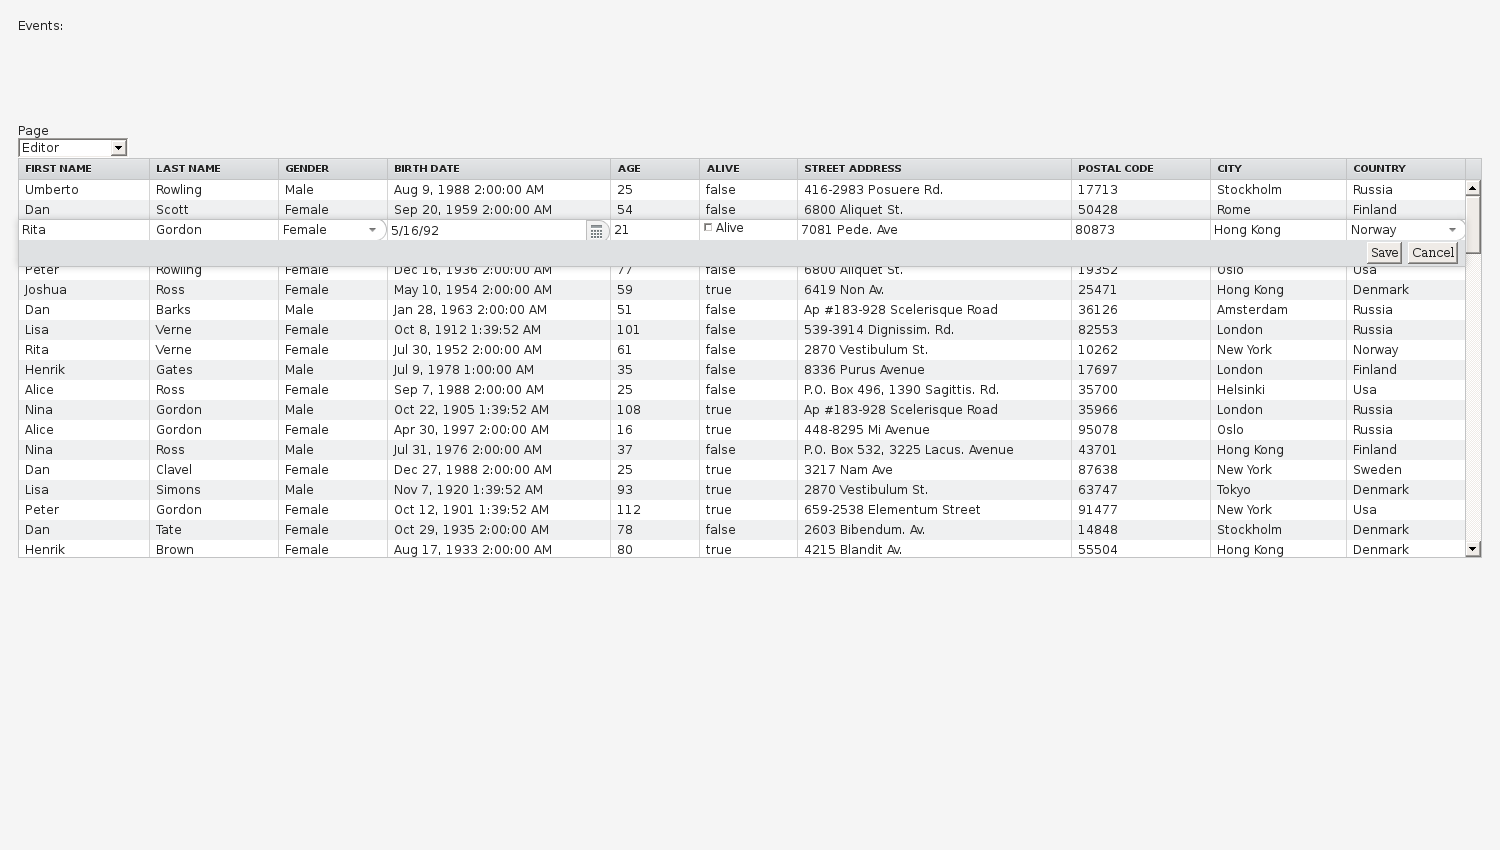 Events:
Page
Editor
FIRST NAME LAST NAME GENDER BIRTH DATE AGE ALIVE STREET ADDRESS POSTAL CODE CITY COUNTRY
Umberto Rowling Male Aug 9, 1988 2:00:00 AM 25 false 416-2983 Posuere Rd. 17713 Stockholm Russia
Dan Scott Female Sep 20, 1959 2:00:00 AM 54 false 6800 Aliquet St. 50428 Rome Finland
Rita Gordon Female 5/16/92 21 Alive 7081 Pede. Ave 80873 Hong Kong Norway
Save Cancel
Peter Rowling Female Dec 16, 1936 2:00:00 AM 77 false 6800 Aliquet St. 19352 Oslo Usa
Joshua Ross Female May 10, 1954 2:00:00 AM 59 true 6419 Non Av. 25471 Hong Kong Denmark
Dan Barks Male Jan 28, 1963 2:00:00 AM 51 false Ap #183-928 Scelerisque Road 36126 Amsterdam Russia
Lisa Verne Female Oct 8, 1912 1:39:52 AM 101 false 539-3914 Dignissim. Rd. 82553 London Russia
Rita Verne Female Jul 30, 1952 2:00:00 AM 61 false 2870 Vestibulum St. 10262 New York Norway
Henrik Gates Male Jul 9, 1978 1:00:00 AM 35 false 8336 Purus Avenue 17697 London Finland
Alice Ross Female Sep 7, 1988 2:00:00 AM 25 false P.O. Box 496, 1390 Sagittis. Rd. 35700 Helsinki Usa
Nina Gordon Male Oct 22, 1905 1:39:52 AM 108 true Ap #183-928 Scelerisque Road 35966 London Russia
Alice Gordon Female Apr 30, 1997 2:00:00 AM 16 true 448-8295 Mi Avenue 95078 Oslo Russia
Nina Ross Male Jul 31, 1976 2:00:00 AM 37 false P.O. Box 532, 3225 Lacus. Avenue 43701 Hong Kong Finland
Dan Clavel Female Dec 27, 1988 2:00:00 AM 25 true 3217 Nam Ave 87638 New York Sweden
Lisa Simons Male Nov 7, 1920 1:39:52 AM 93 true 2870 Vestibulum St. 63747 Tokyo Denmark
Peter Gordon Female Oct 12, 1901 1:39:52 AM 112 true 659-2538 Elementum Street 91477 New York Usa
Dan Tate Female Oct 29, 1935 2:00:00 AM 78 false 2603 Bibendum. Av. 14848 Stockholm Denmark
Henrik Brown Female Aug 17, 1933 2:00:00 AM 80 true 4215 Blandit Av. 55504 Hong Kong Denmark